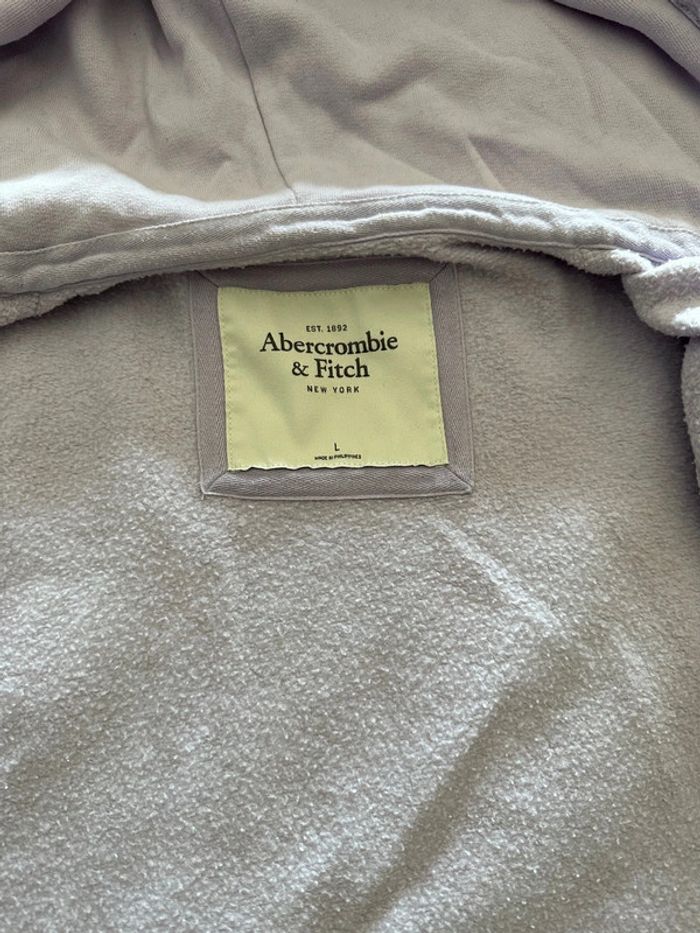 EST. 1892
Abercrombie
& Fitch
NEW YORK
L
MADE IN PHILIPPINES